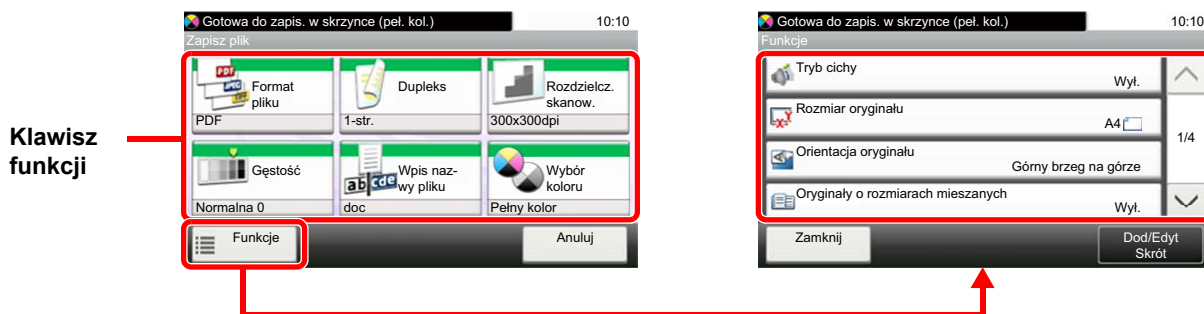 Klawisz
funkcji
Gotowa do zapis. w skrzynce (peł. kol.) 10:10
Zapisz plik
Format
pliku
PDF
Dupleks
1-str.
Rozdzielcz.
skanow.
300x300dpi
Gęstość
Normalna 0
Wpis naz-
wy pliku
doc
Wybór
koloru
Pełny kolor
Funkcje
Anuluj
Gotowa do zapis. w skrzynce (peł. kol.) 10:10
Funkcje
Tryb cichy
Wył.
Rozmiar oryginału
A4
Orientacja oryginału
Górny brzeg na górze
Oryginały o rozmiarach mieszanych
Wył.
1/4
Zamknij
Dod/Edyt
Skrót